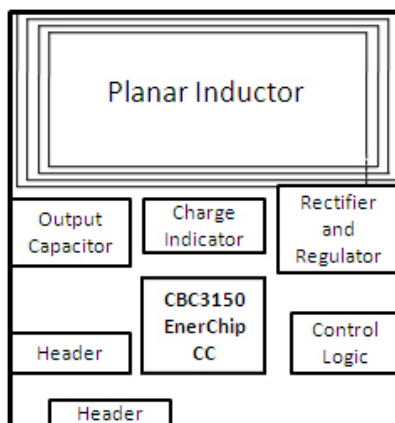 Planar Inductor
Output
Capacitor
Charge
Indicator
Rectifier
and
Regulator
CBC3150
EnerChip
CC
Header
Control
Logic
Header